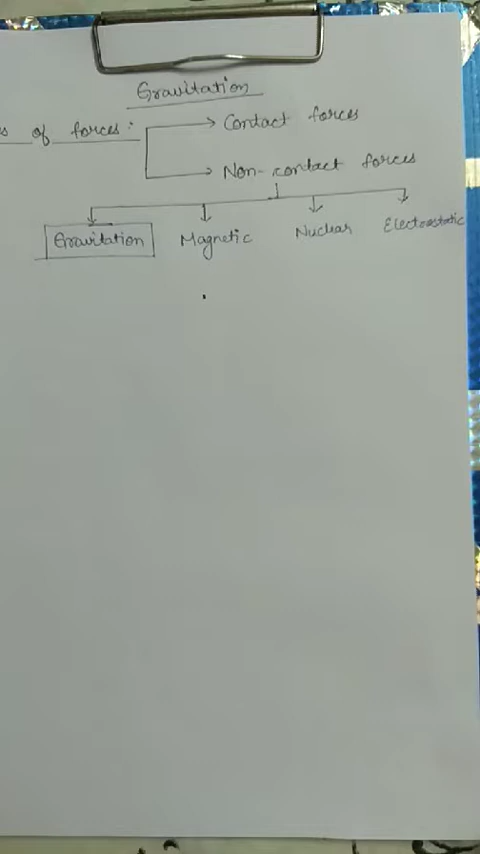 Gravitation
of forces:
Contact forces
Non-contact forces
Gravitation Magnetic Nuclear Electrostatic